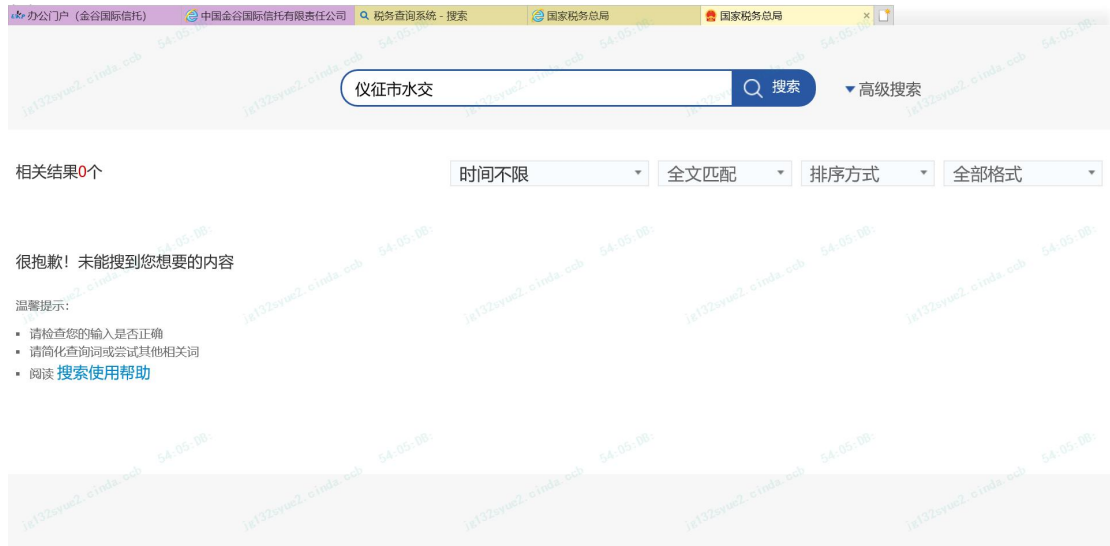 办公门户（金谷国际信托） 中国金谷国际信托有限责任公司 税务查询系统 - 搜索 国家税务总局 国家税务总局 ×
仪征市水交 搜索 高级搜索
相关结果0个 时间不限 全文匹配 排序方式 全部格式
很抱歉！未能搜到您想要的内容
温馨提示：
▪ 请检查您的输入是否正确
▪ 请简化查询词或尝试其他相关词
▪ 阅读 搜索使用帮助